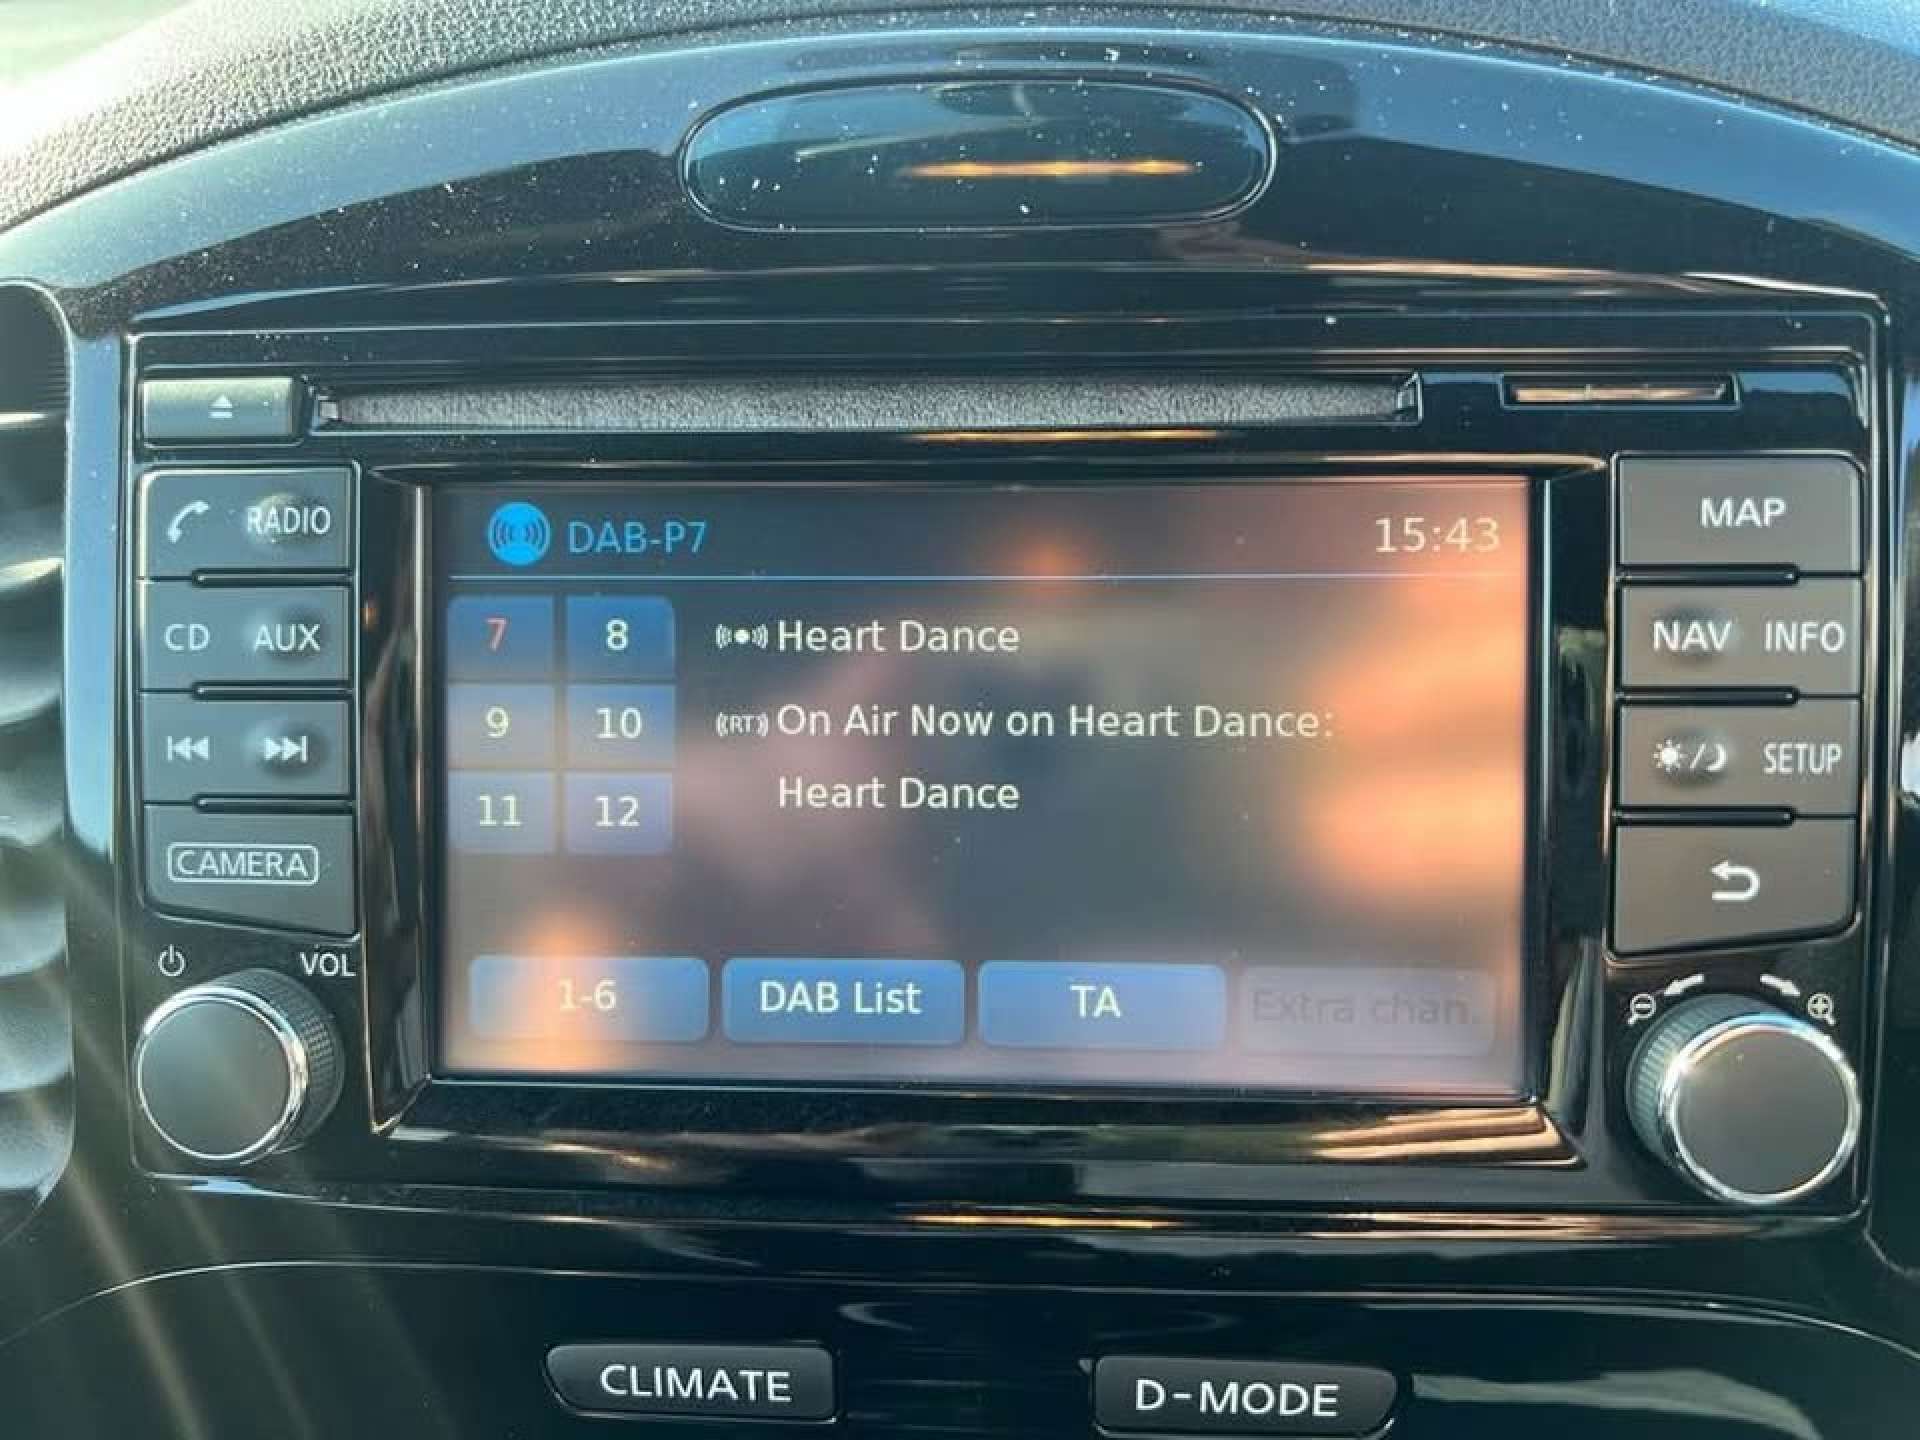 RADIO
CD AUX
CAMERA
VOL
DAB-P7 15:43
7 8
Heart Dance
9 10
RT On Air Now on Heart Dance:
11 12
Heart Dance
1-6 DAB List TA Extra chan.
MAP
NAV INFO
SETUP
CLIMATE D-MODE